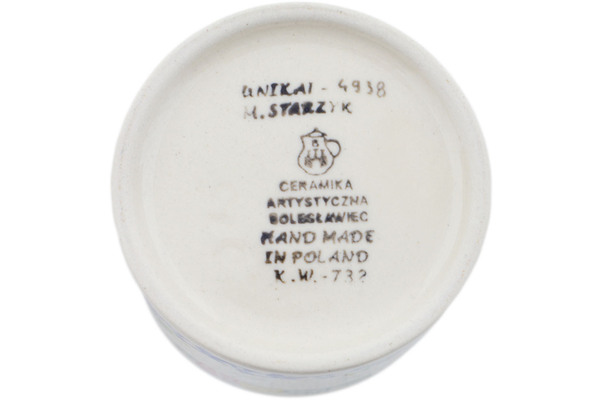 UNIKAT - 4938
M. STARZYK
CERAMIKA
ARTYSTYCZNA
BOLESŁAWIEC
HAND MADE
IN POLAND
K.W.-732